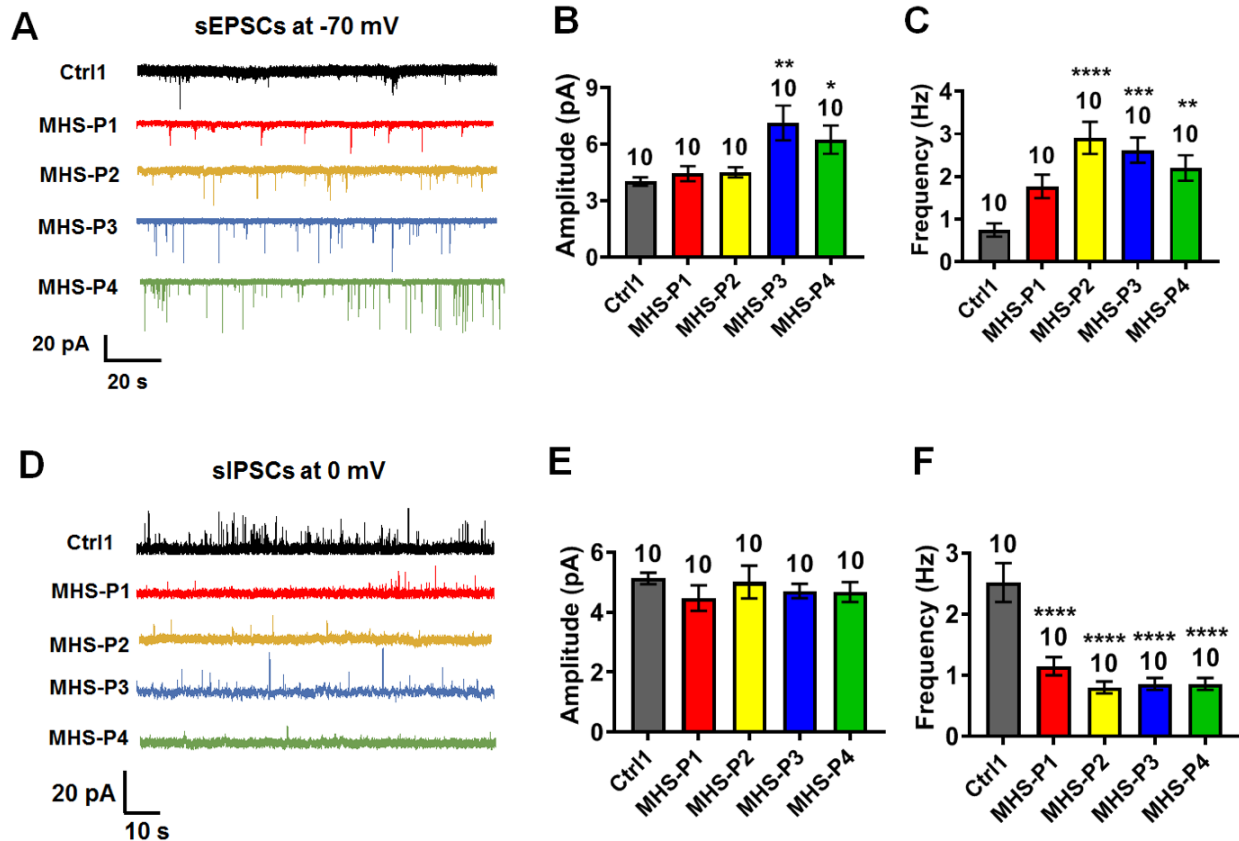 A
sEPSCs at -70 mV
Ctrl1
MHS-P1
MHS-P2
MHS-P3
MHS-P4
20 pA
20 s
B
Amplitude (pA)
9
6
3
0
10
10
10
**
10
*
10
Ctrl1
MHS-P1
MHS-P2
MHS-P3
MHS-P4
C
Frequency (Hz)
4
3
2
1
0
10
10
****
10
***
10
**
10
Ctrl1
MHS-P1
MHS-P2
MHS-P3
MHS-P4
D
sIPSCs at 0 mV
Ctrl1
MHS-P1
MHS-P2
MHS-P3
MHS-P4
20 pA
10 s
E
Amplitude (pA)
6
4
2
0
10
10
10
10
10
Ctrl1
MHS-P1
MHS-P2
MHS-P3
MHS-P4
F
Frequency (Hz)
3
2
1
0
10
****
10
****
10
****
10
****
10
Ctrl1
MHS-P1
MHS-P2
MHS-P3
MHS-P4